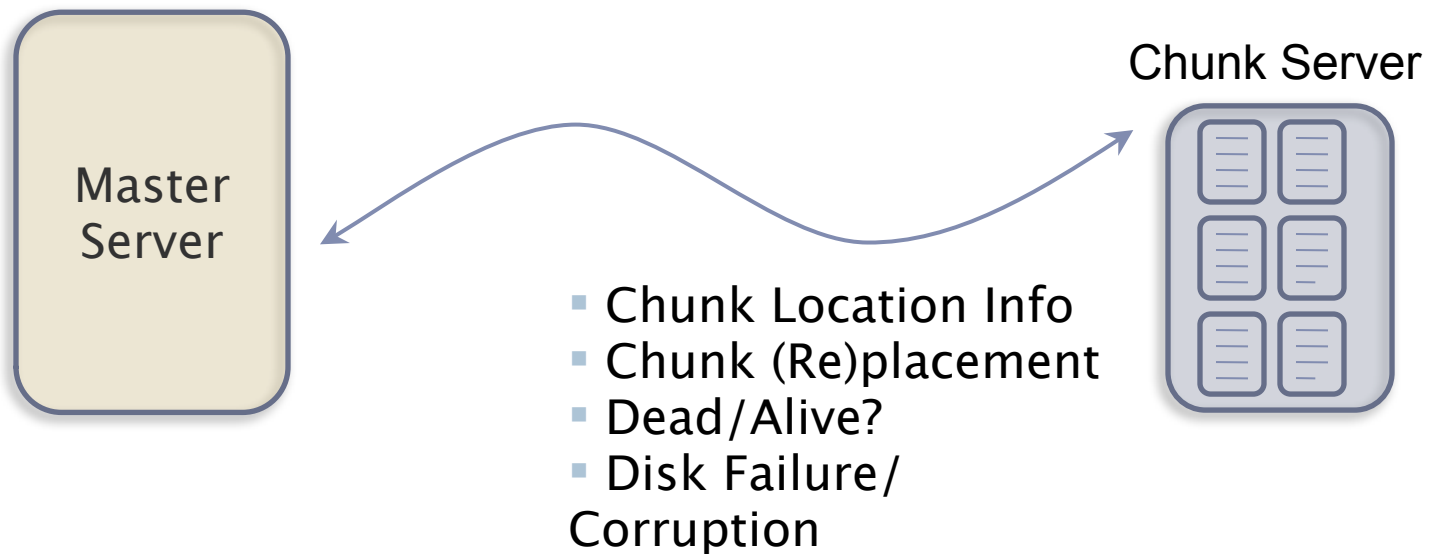 Master
Server
Chunk Server
▪ Chunk Location Info
▪ Chunk (Re)placement
▪ Dead/Alive?
▪ Disk Failure/
Corruption